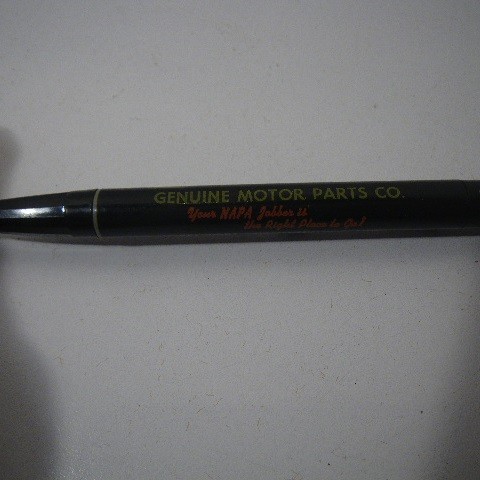 GENUINE MOTOR PARTS CO.
Your NAPA Jobber is
the Right Place to Go!